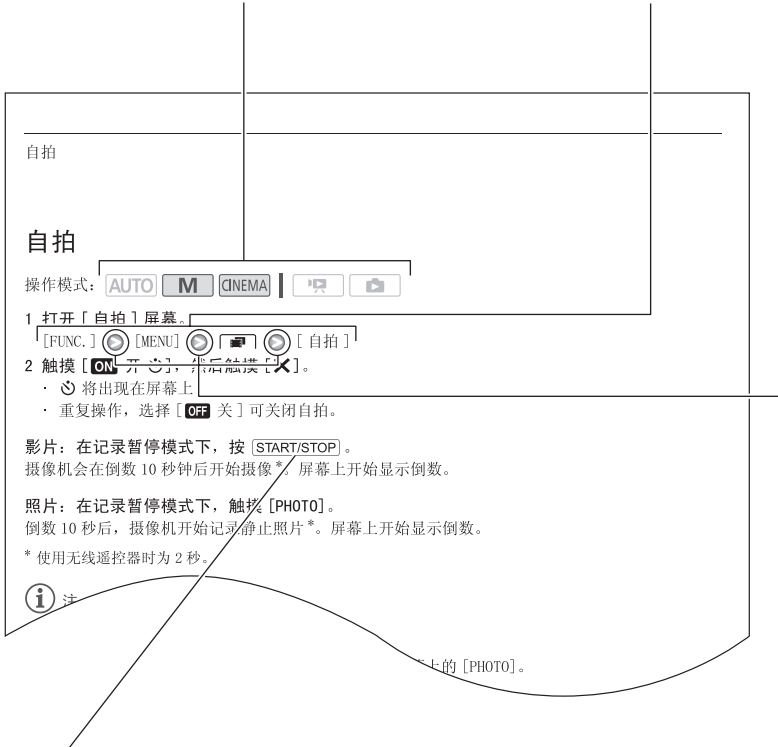 自拍
自拍
操作模式: AUTO M CINEMA
1 打开［自拍］屏幕。
[FUNC.] [MENU] [自拍]
2 触摸 [ON 开], 然后触摸 [X]。
· 将出现在屏幕上
· 重复操作，选择 [OFF 关] 可关闭自拍。
影片: 在记录暂停模式下，按 START/STOP。
摄像机会在倒数 10 秒钟后开始摄像*。屏幕上开始显示倒数。
照片: 在记录暂停模式下，触摸 [PHOTO]。
倒数 10 秒后，摄像机开始记录静止照片*。屏幕上开始显示倒数。
* 使用无线遥控器时为 2 秒。
注
上的 [PHOTO]。